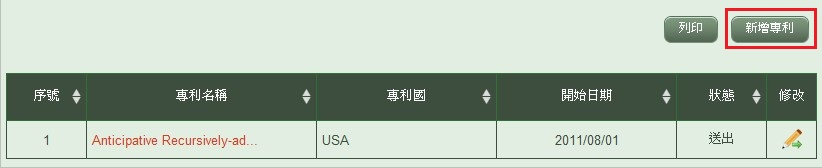 列印 新增專利
序號 專利名稱 專利國 開始日期 狀態 修改
1 Anticipative Recursively-ad... USA 2011/08/01 送出